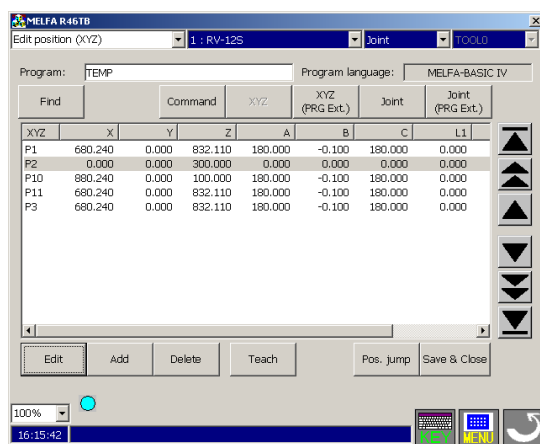 MELFA R46TB
Edit position (XYZ) 1 : RV-12S Joint TOOL0
Program: TEMP Program language: MELFA-BASIC IV
Find Command XYZ XYZ (PRG Ext.) Joint Joint (PRG Ext.)
XYZ X Y Z A B C L1
P1 680.240 0.000 832.110 180.000 -0.100 180.000 0.000
P2 0.000 0.000 300.000 0.000 0.000 0.000 0.000
P10 880.240 0.000 100.000 180.000 -0.100 180.000 0.000
P11 680.240 0.000 832.110 180.000 -0.100 180.000 0.000
P3 680.240 0.000 832.110 180.000 -0.100 180.000 0.000
Edit Add Delete Teach Pos. jump Save & Close
100%
16:15:42 KEY MENU